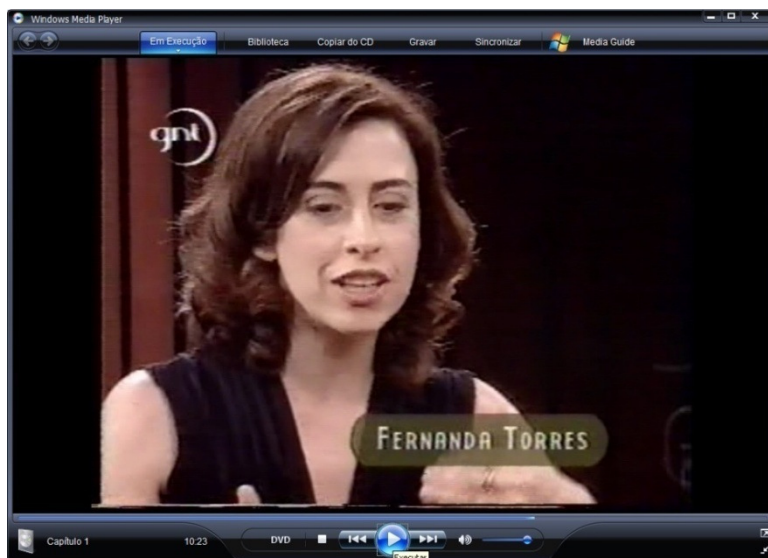 Windows Media Player
Em Execução
Biblioteca
Copiar do CD
Gravar
Sincronizar
Media Guide
gnt
FERNANDA TORRES
Capítulo 1
10:23
DVD
Executar